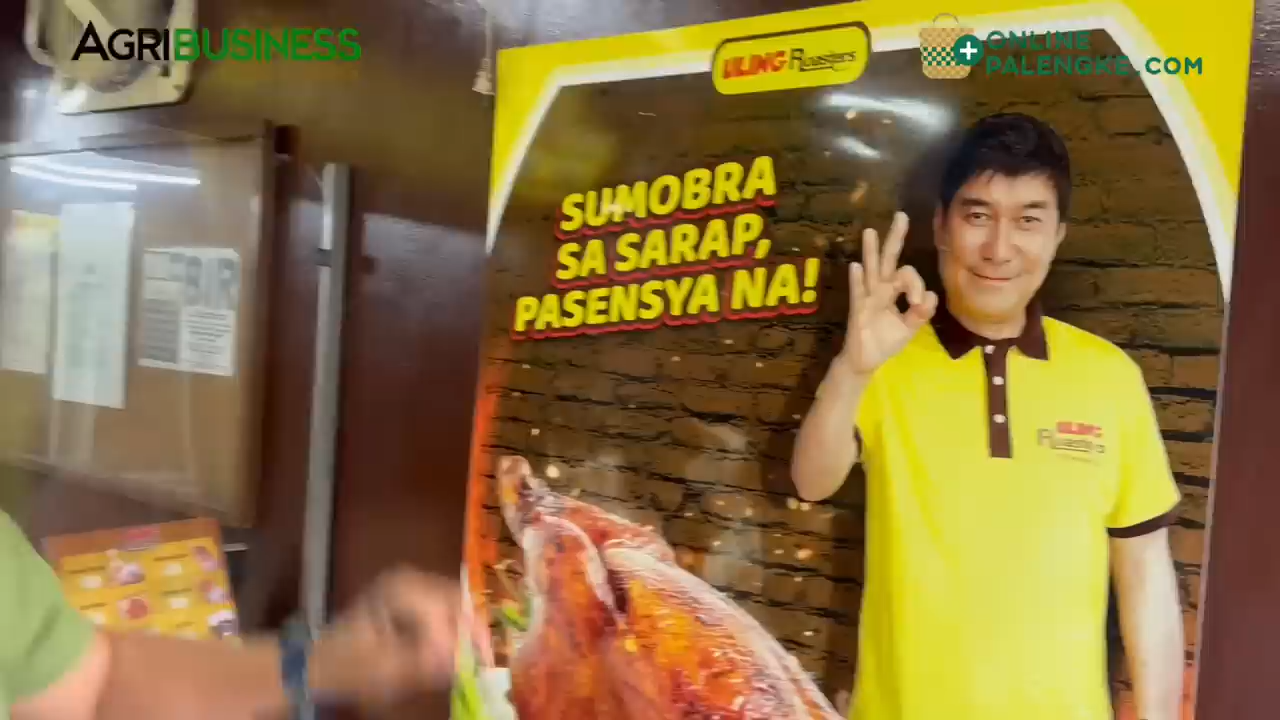 AGRIBUSINESS
ULING Roasters
ONLINE
PALENGKE.COM
SUMOBRA
SA SARAP,
PASENSYA NA!
BIR
ULING
Roasters